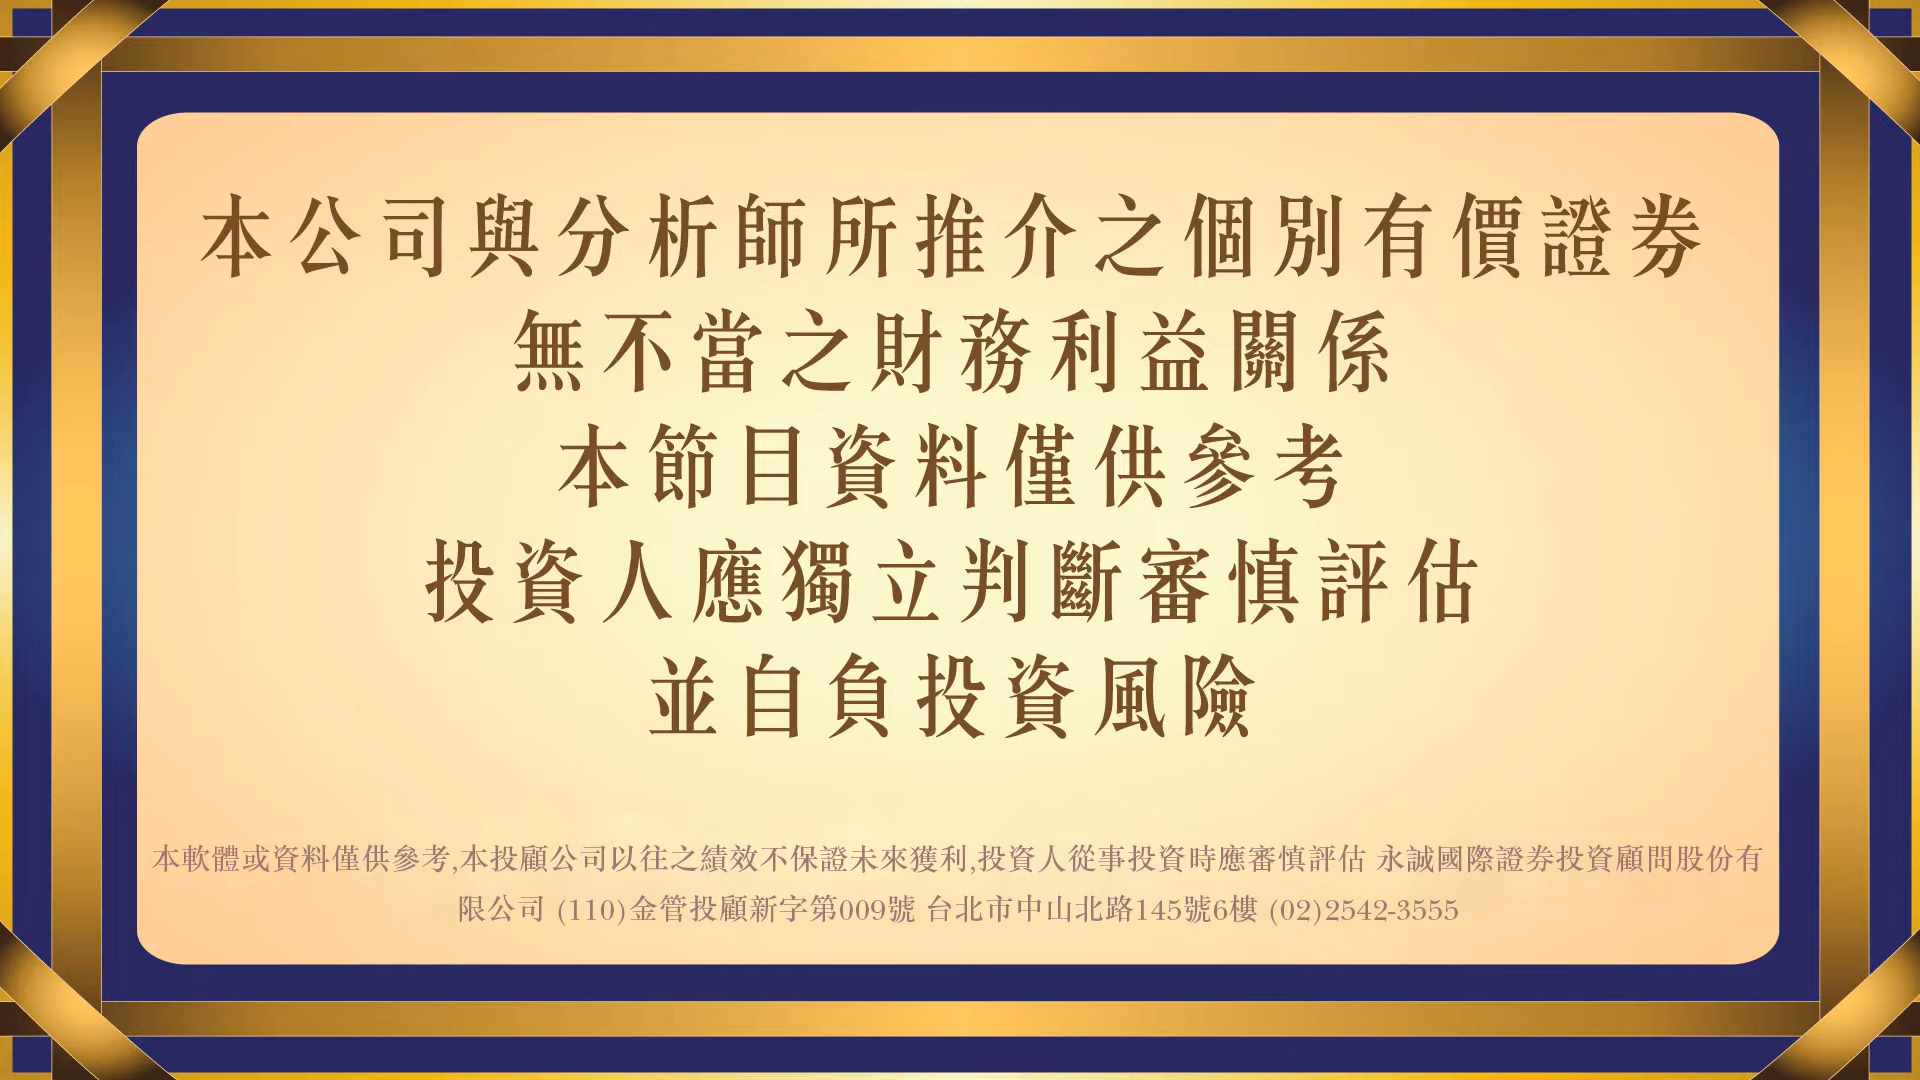 本公司與分析師所推介之個別有價證券
無不當之財務利益關係
本節目資料僅供參考
投資人應獨立判斷審慎評估
並自負投資風險
本軟體或資料僅供參考,本投顧公司以往之績效不保證未來獲利,投資人從事投資時應審慎評估 永誠國際證券投資顧問股份有
限公司 (110)金管投顧新字第009號 台北市中山北路145號6樓 (02)2542-3555